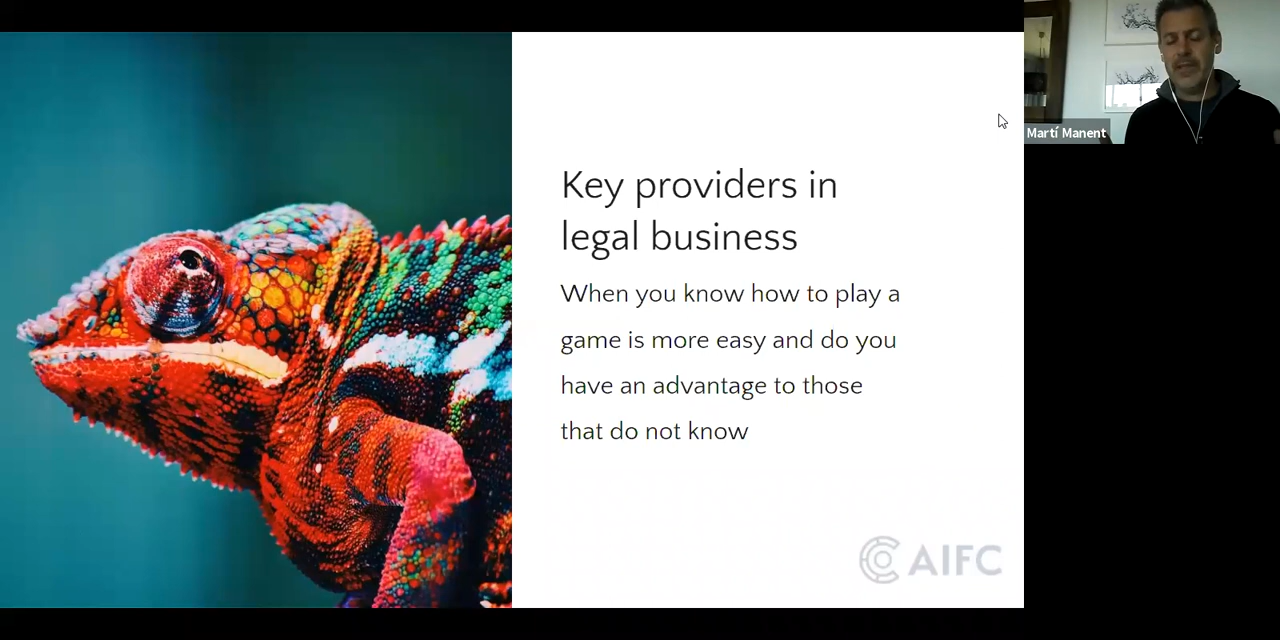 Key providers in
legal business
When you know how to play a
game is more easy and do you
have an advantage to those
that do not know
AIFC
Martí Manent